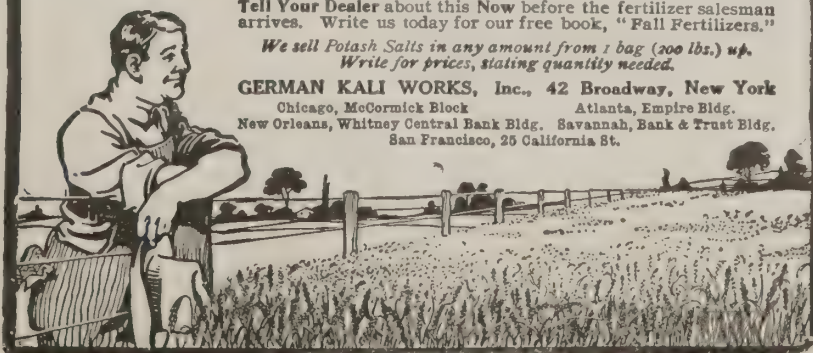 Tell Your Dealer about this Now before the fertilizer salesman
arrives. Write us today for our free book, "Fall Fertilizers."
We sell Potash Salts in any amount from 1 bag (200 lbs.) up.
Write for prices, stating quantity needed.
GERMAN KALI WORKS, Inc., 42 Broadway, New York
Chicago, McCormick Block Atlanta, Empire Bldg.
New Orleans, Whitney Central Bank Bldg. Savannah, Bank & Trust Bldg.
San Francisco, 25 California St.